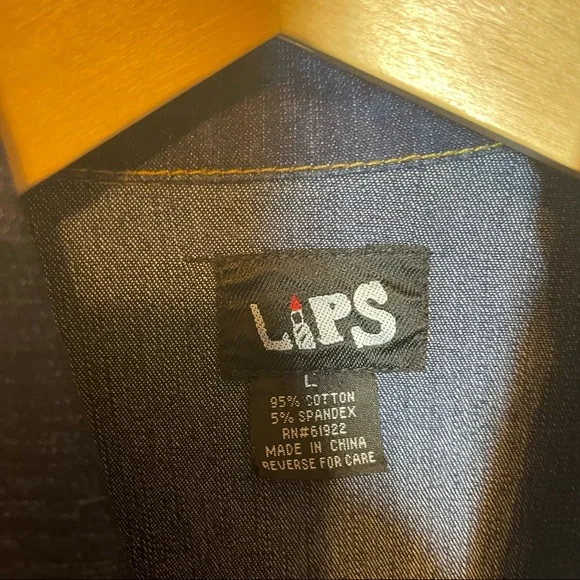 LiPS
L
95% COTTON
5% SPANDEX
RN#61922
MADE IN CHINA
REVERSE FOR CARE